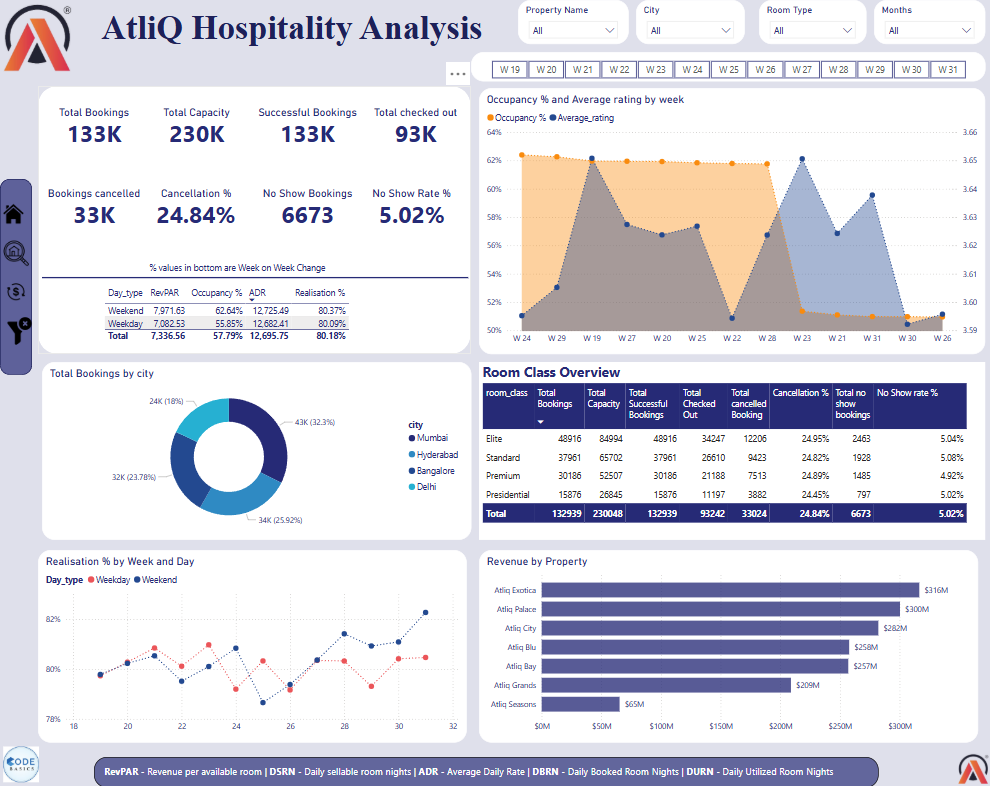 ®
AtliQ Hospitality Analysis
Property Name
All
City
All
Room Type
All
Months
All
W 19 W 20 W 21 W 22 W 23 W 24 W 25 W 26 W 27 W 28 W 29 W 30 W 31
Total Bookings
133K
Total Capacity
230K
Successful Bookings
133K
Total checked out
93K
Bookings cancelled
33K
Cancellation %
24.84%
No Show Bookings
6673
No Show Rate %
5.02%
% values in bottom are Week on Week Change
Day_type RevPAR Occupancy % ADR Realisation %
Weekend 7,971.63 62.64% 12,725.49 80.37%
Weekday 7,082.53 55.85% 12,682.41 80.09%
Total 7,336.56 57.79% 12,695.75 80.18%
Occupancy % and Average rating by week
Occupancy % Average_rating
64% 3.66
62% 3.65
60% 3.64
58% 3.63
56% 3.62
54% 3.61
52% 3.60
50% 3.59
W 24 W 29 W 19 W 27 W 20 W 25 W 22 W 28 W 23 W 21 W 31 W 30 W 26
Total Bookings by city
24K (18%)
43K (32.3%)
32K (23.78%)
34K (25.92%)
city
Mumbai
Hyderabad
Bangalore
Delhi
Room Class Overview
room_class Total Bookings Total Capacity Total Successful Bookings Total Checked Out Total cancelled Booking Cancellation % Total no show bookings No Show rate %
Elite 48916 84994 48916 34247 12206 24.95% 2463 5.04%
Standard 37961 65702 37961 26610 9423 24.82% 1928 5.08%
Premium 30186 52507 30186 21188 7513 24.89% 1485 4.92%
Presidential 15876 26845 15876 11197 3882 24.45% 797 5.02%
Total 132939 230048 132939 93242 33024 24.84% 6673 5.02%
Realisation % by Week and Day
Day_type Weekday Weekend
82%
80%
78%
18 20 22 24 26 28 30 32
Revenue by Property
Atliq Exotica $316M
Atliq Palace $300M
Atliq City $282M
Atliq Blu $258M
Atliq Bay $257M
Atliq Grands $209M
Atliq Seasons $65M
$0M $50M $100M $150M $200M $250M $300M
CODE
BASICS
RevPAR - Revenue per available room | DSRN - Daily sellable room nights | ADR - Average Daily Rate | DBRN - Daily Booked Room Nights | DURN - Daily Utilized Room Nights